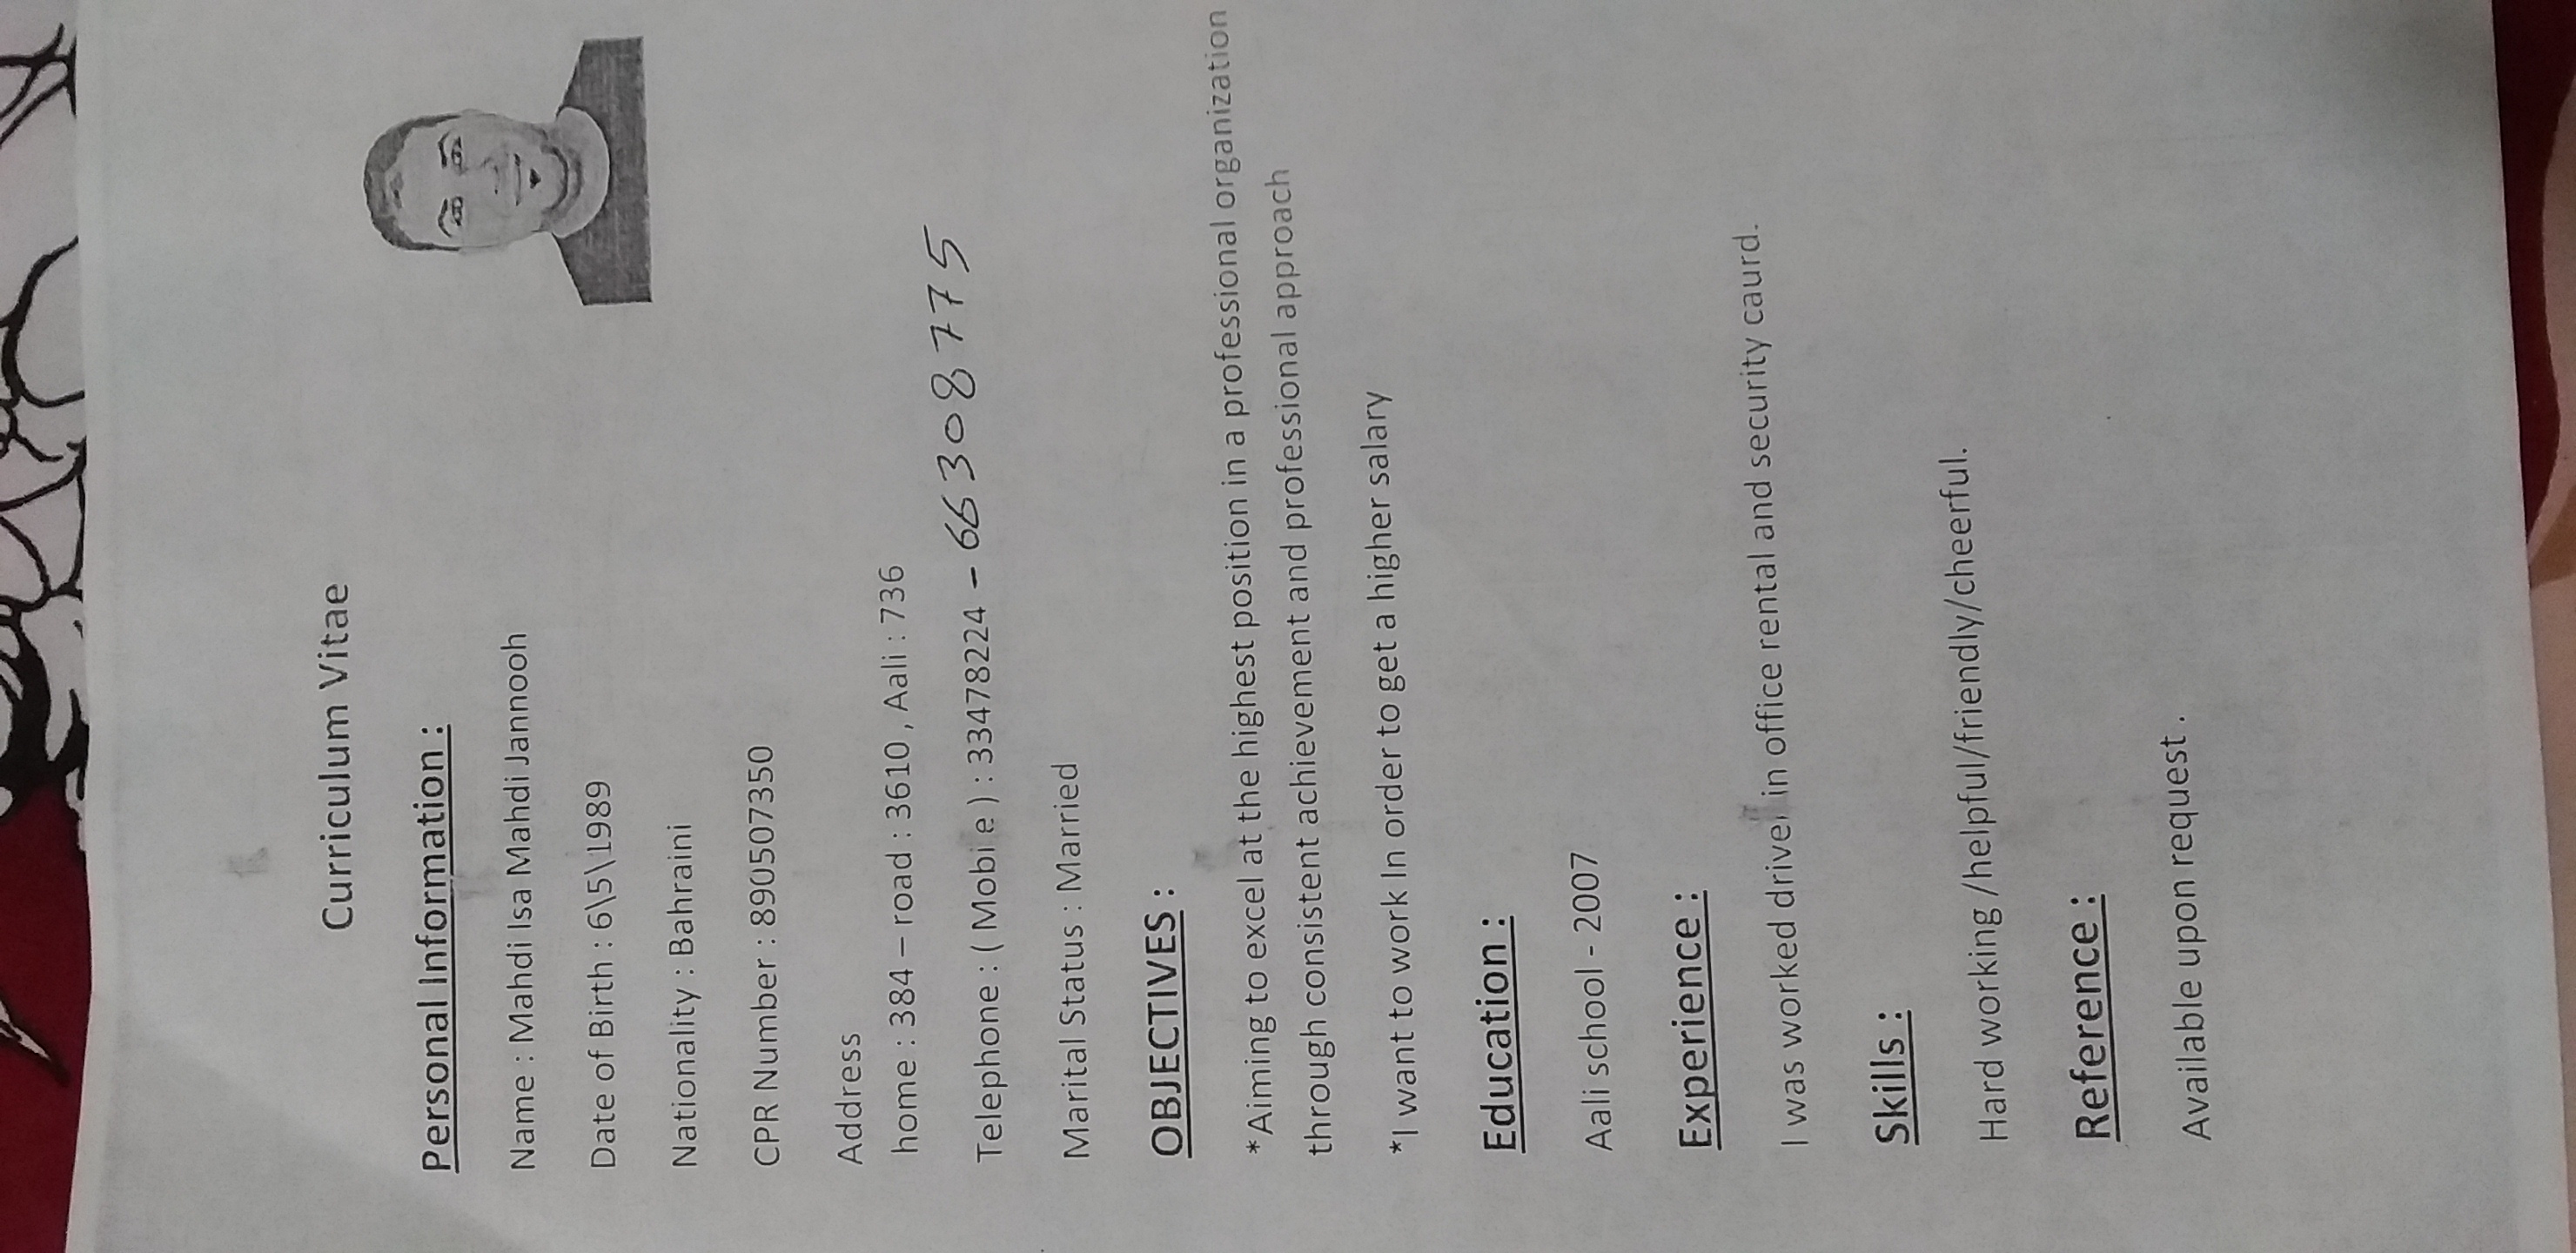 Curriculum Vitae
Personal Information :
Name : Mahdi Isa Mahdi Jannooh
Date of Birth : 6\5\1989
Nationality : Bahraini
CPR Number : 890507350
Address
home : 384 – road : 3610 , Aali : 736
Telephone : ( Mobi e ) : 33478224 - 66308775
Marital Status : Married
OBJECTIVES :
*Aiming to excel at the highest position in a professional organization
through consistent achievement and professional approach
*I want to work In order to get a higher salary
Education :
Aali school - 2007
Experience :
I was worked driver in office rental and security caurd.
Skills :
Hard working /helpful/friendly/cheerful.
Reference :
Available upon request .